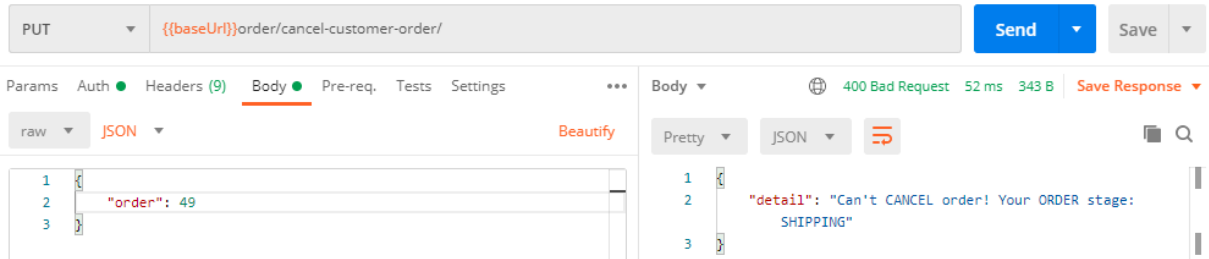 PUT {{baseUrl}}order/cancel-customer-order/ Send Save
Params Auth Headers (9) Body Pre-req. Tests Settings ••• Body 400 Bad Request 52 ms 343 B Save Response
raw JSON Beautify
Pretty JSON
1 {
2 "order": 49
3 }
1 {
2 "detail": "Can't CANCEL order! Your ORDER stage:
SHIPPING"
3 }